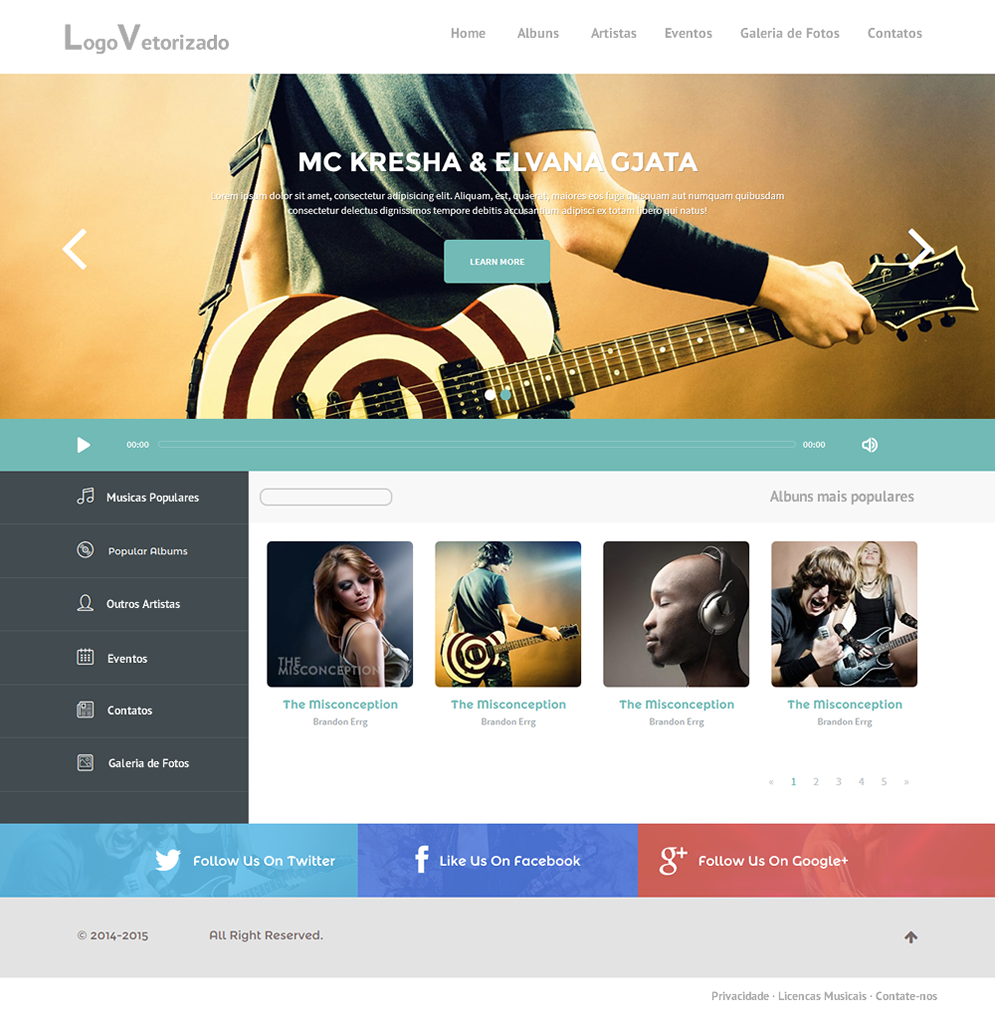 LogoVetorizado
Home Albuns Artistas Eventos Galeria de Fotos Contatos
MC KRESHA & ELVANA GJATA
Lorem ipsum dolor sit amet, consectetur adipisicing elit. Aliquam, est, quaerat, maiores eos fuga quisquam aut numquam quibusdam
consectetur delectus dignissimos tempore debitis accusantium adipisci ex totam libero qui natus!
LEARN MORE
00:00 00:00
Musicas Populares
Popular Albums
Outros Artistas
Eventos
Contatos
Galeria de Fotos
Albuns mais populares
THE
MISCONCEPTION
The Misconception
Brandon Errg
The Misconception
Brandon Errg
The Misconception
Brandon Errg
The Misconception
Brandon Errg
« 1 2 3 4 5 »
Follow Us On Twitter
Like Us On Facebook
Follow Us On Google+
© 2014-2015 All Right Reserved.
Privacidade · Licencas Musicais · Contate-nos